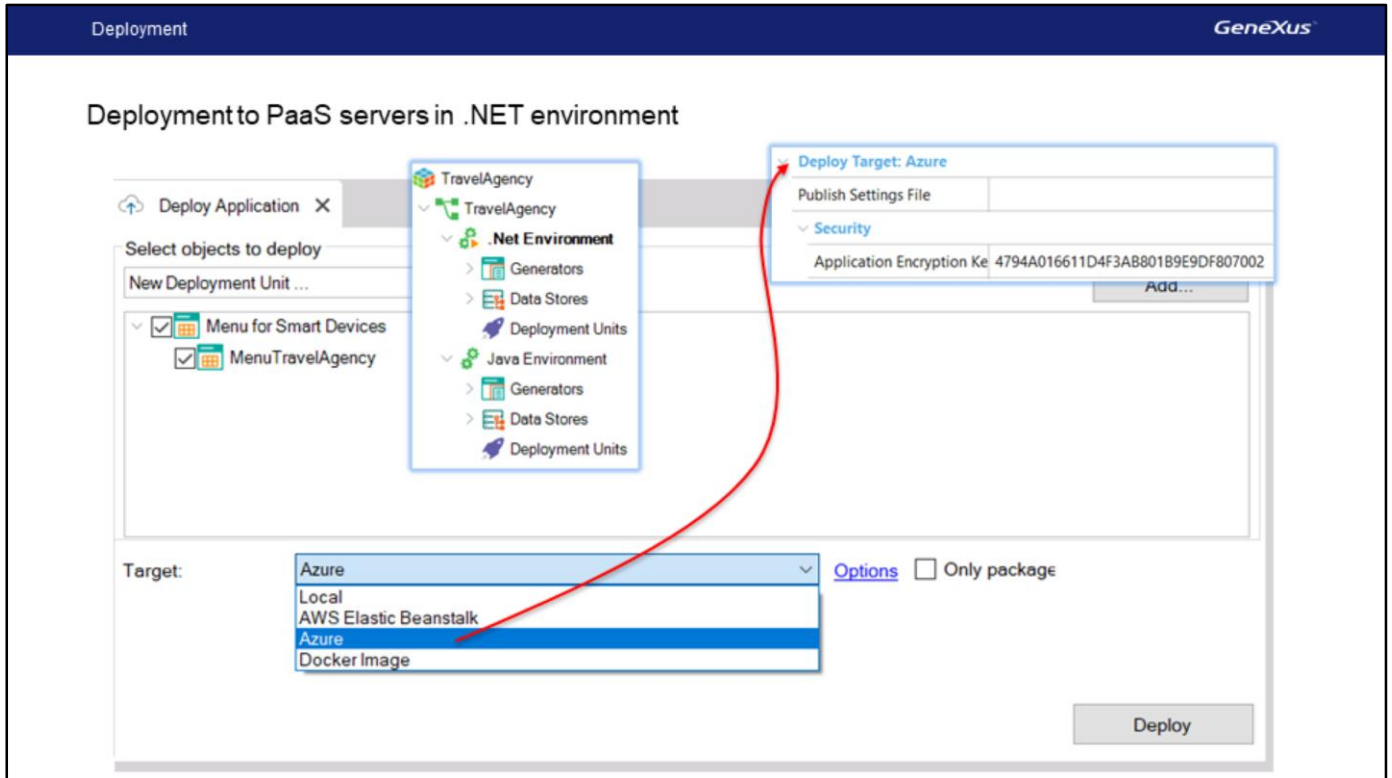 Deployment
GeneXus
Deployment to PaaS servers in .NET environment
Deploy Application
Select objects to deploy
New Deployment Unit ...
Menu for Smart Devices
MenuTravelAgency
TravelAgency
TravelAgency
.Net Environment
Generators
Data Stores
Deployment Units
Java Environment
Generators
Data Stores
Deployment Units
Deploy Target: Azure
Publish Settings File
Security
Application Encryption Ke 4794A016611D4F3AB801B9E9DF807002
Add...
Target:
Azure
Options
Only package
Local
AWS Elastic Beanstalk
Azure
Docker Image
Deploy